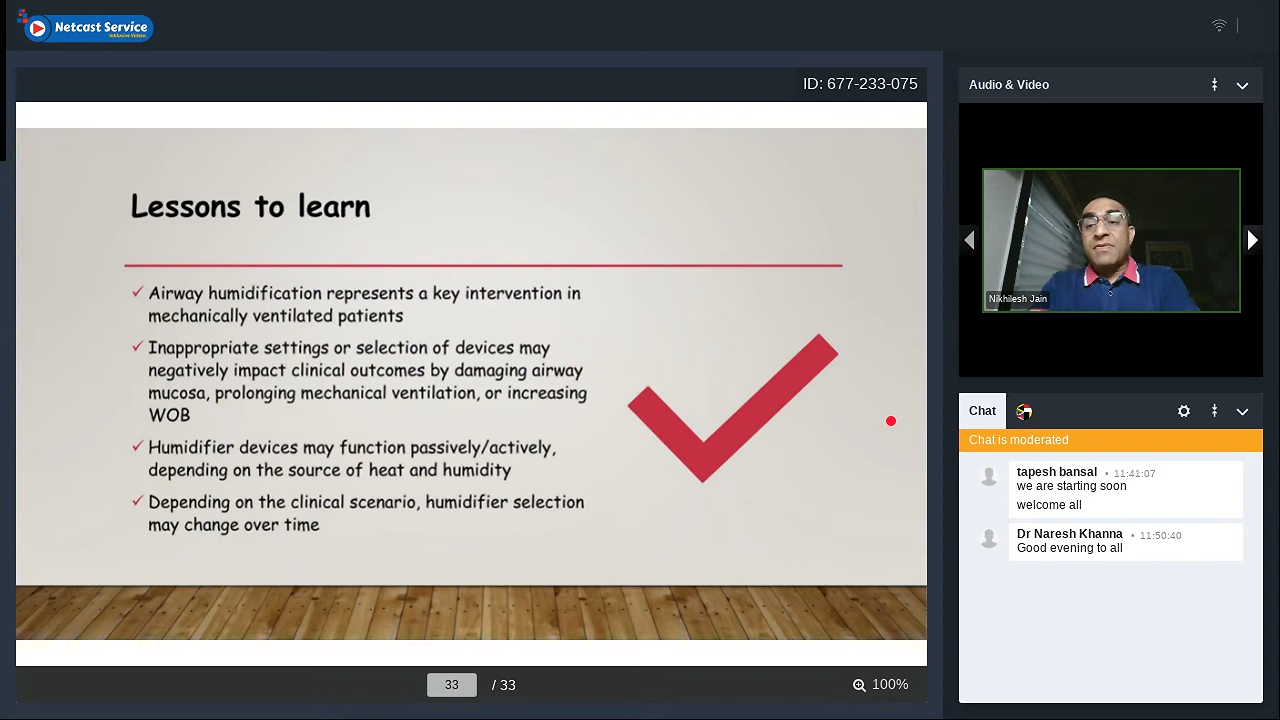 Netcast Service
Inklusive Videos
ID: 677-233-075
Lessons to learn
Airway humidification represents a key intervention in
mechanically ventilated patients
Inappropriate settings or selection of devices may
negatively impact clinical outcomes by damaging airway
mucosa, prolonging mechanical ventilation, or increasing
WOB
Humidifier devices may function passively/actively,
depending on the source of heat and humidity
Depending on the clinical scenario, humidifier selection
may change over time
33 / 33
100%
Audio & Video
Nikhilesh Jain
Chat
Chat is moderated
tapesh bansal • 11:41:07
we are starting soon
welcome all
Dr Naresh Khanna • 11:50:40
Good evening to all